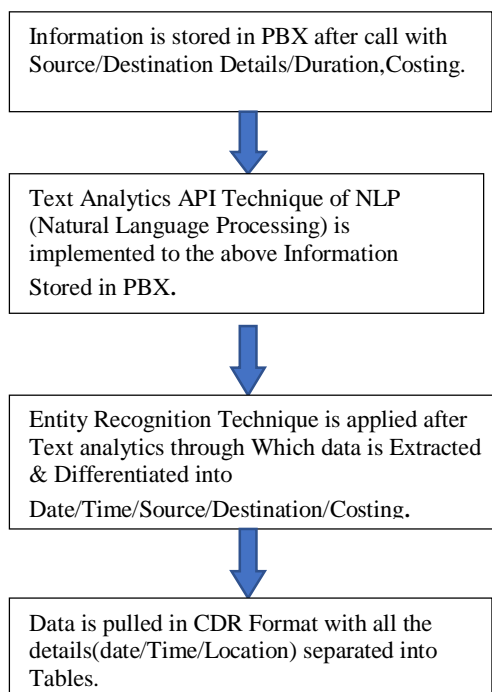 Information is stored in PBX after call with
Source/Destination Details/Duration,Costing.
Text Analytics API Technique of NLP
(Natural Language Processing) is
implemented to the above Information
Stored in PBX.
Entity Recognition Technique is applied after
Text analytics through Which data is Extracted
& Differentiated into
Date/Time/Source/Destination/Costing.
Data is pulled in CDR Format with all the
details(date/Time/Location) separated into
Tables.